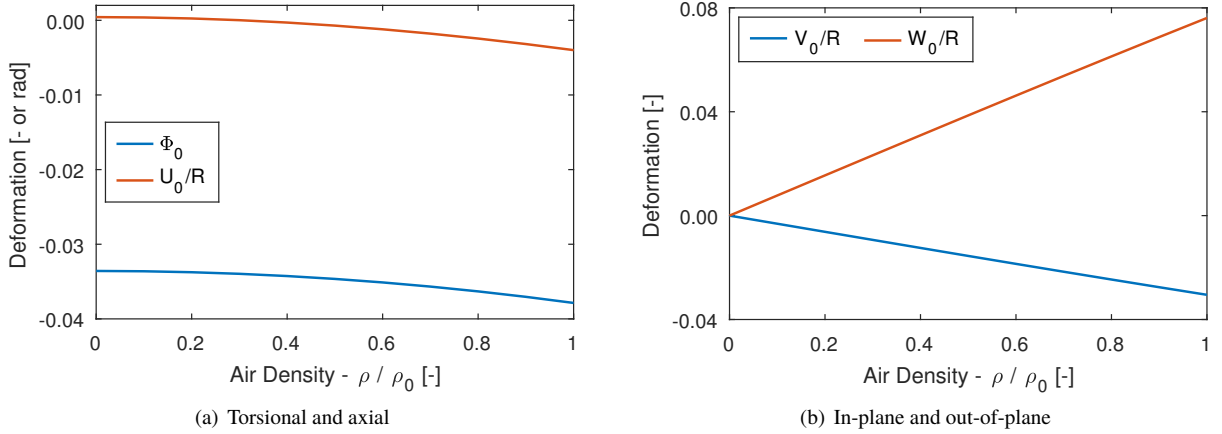 0.00
-0.01
-0.02
-0.03
-0.04
Deformation [- or rad]
Φ0
U0/R
0 0.2 0.4 0.6 0.8 1
Air Density - ρ / ρ0 [-]
(a) Torsional and axial
0.08
0.04
0.00
-0.04
Deformation [-]
V0/R W0/R
0 0.2 0.4 0.6 0.8 1
Air Density - ρ / ρ0 [-]
(b) In-plane and out-of-plane